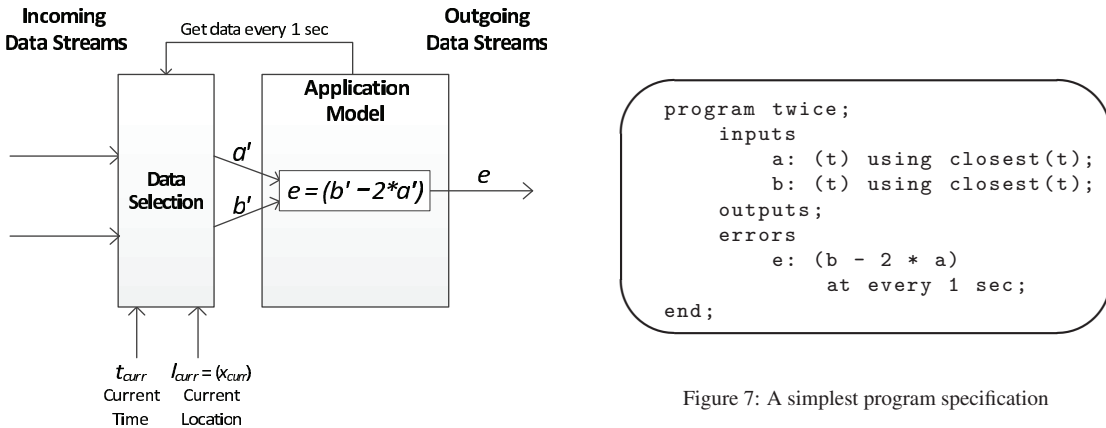 Incoming
Data Streams
Get data every 1 sec
Outgoing
Data Streams
Application
Model
Data
Selection
a'
b'
e = (b' – 2*a')
e
t_curr
Current
Time
l_curr = (x_curr)
Current
Location
program twice;
inputs
a: (t) using closest(t);
b: (t) using closest(t);
outputs;
errors
e: (b - 2 * a)
at every 1 sec;
end;
Figure 7: A simplest program specification